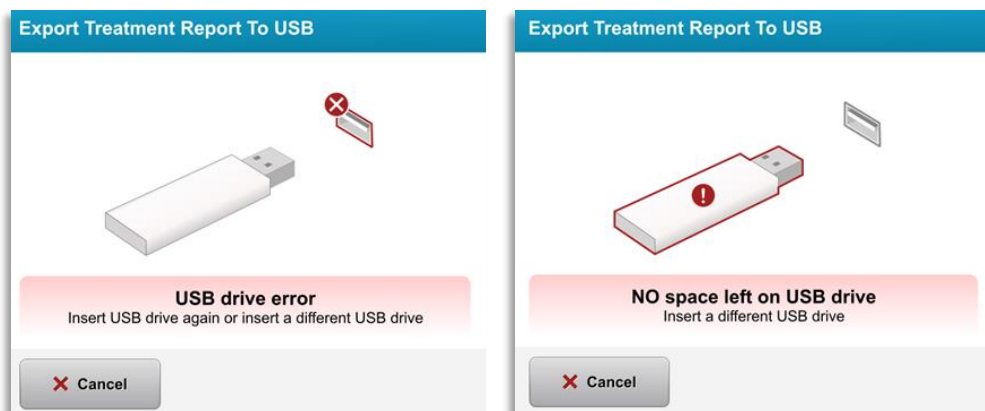 Export Treatment Report To USB
USB drive error
Insert USB drive again or insert a different USB drive
Cancel
Export Treatment Report To USB
NO space left on USB drive
Insert a different USB drive
Cancel